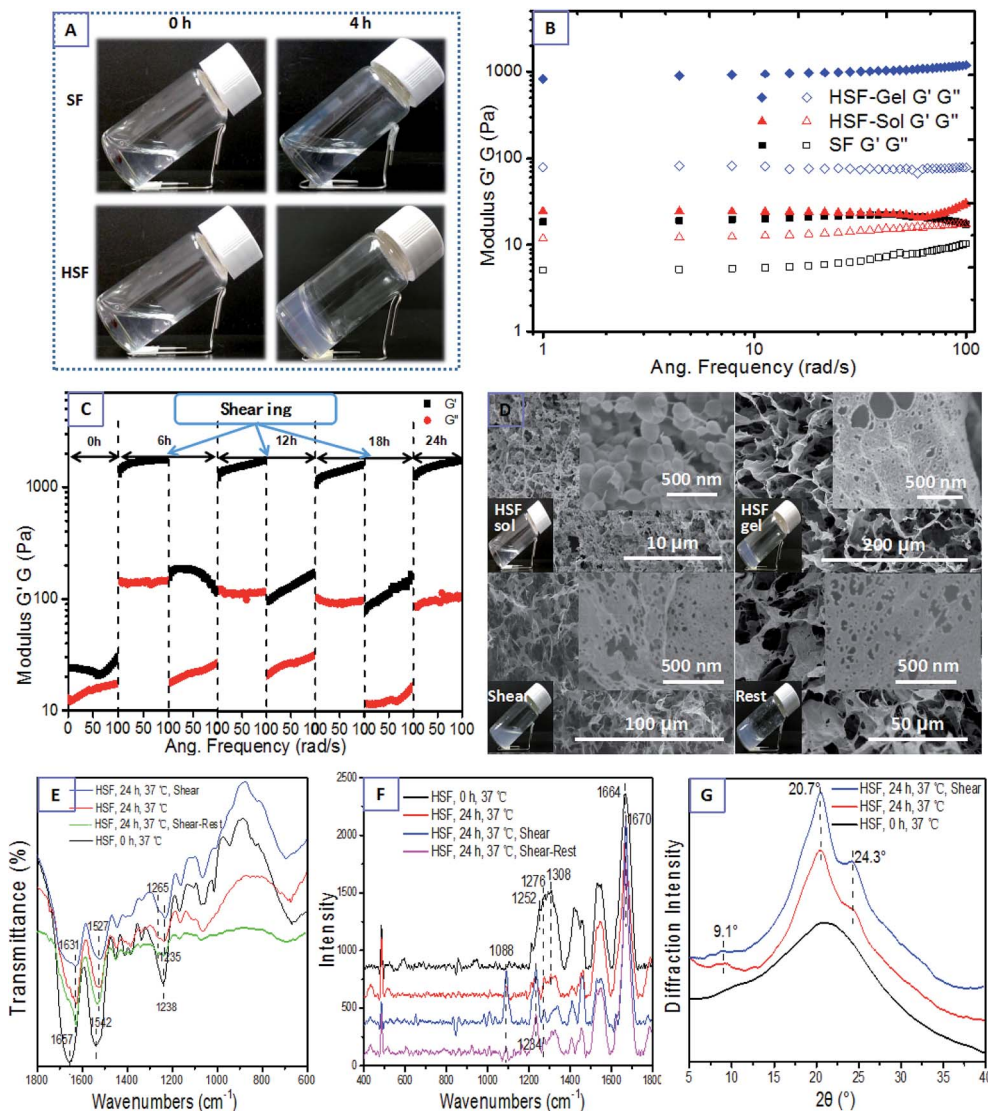 A
0 h
4 h
SF
HSF
B
Modulus G' G (Pa)
1000
100
10
1
HSF-Gel G' G"
HSF-Sol G' G"
SF G' G"
1
10
100
Ang. Frequency (rad/s)
C
Shearing
G'
G"
0h
6h
12h
18h
24h
Modulus G' G (Pa)
1000
100
10
0 50 100 50 100 50 100 50 100 50 100 50 100 50 100
Ang. Frequency (rad/s)
D
HSF
sol
500 nm
10 μm
HSF
gel
500 nm
200 μm
Shear
500 nm
100 μm
Rest
500 nm
50 μm
E
HSF, 24 h, 37 ℃, Shear
HSF, 24 h, 37 ℃
HSF, 24 h, 37 ℃, Shear-Rest
HSF, 0 h, 37 ℃
Transmittance (%)
1265
1631
1527
1235
1657
1542
1238
1800 1600 1400 1200 1000 800 600
Wavenumbers (cm-1)
F
HSF, 0 h, 37 ℃
HSF, 24 h, 37 ℃
HSF, 24 h, 37 ℃, Shear
HSF, 24 h, 37 ℃, Shear-Rest
Intensity
2500
2000
1500
1000
500
0
1664
1670
1276
1308
1252
1088
1234
400 600 800 1000 1200 1400 1600 1800
Wavenumbers (cm-1)
G
HSF, 24 h, 37 ℃, Shear
HSF, 24 h, 37 ℃
HSF, 0 h, 37 ℃
Diffraction Intensity
20.7°
24.3°
9.1°
5 10 15 20 25 30 35 40
2θ (°)